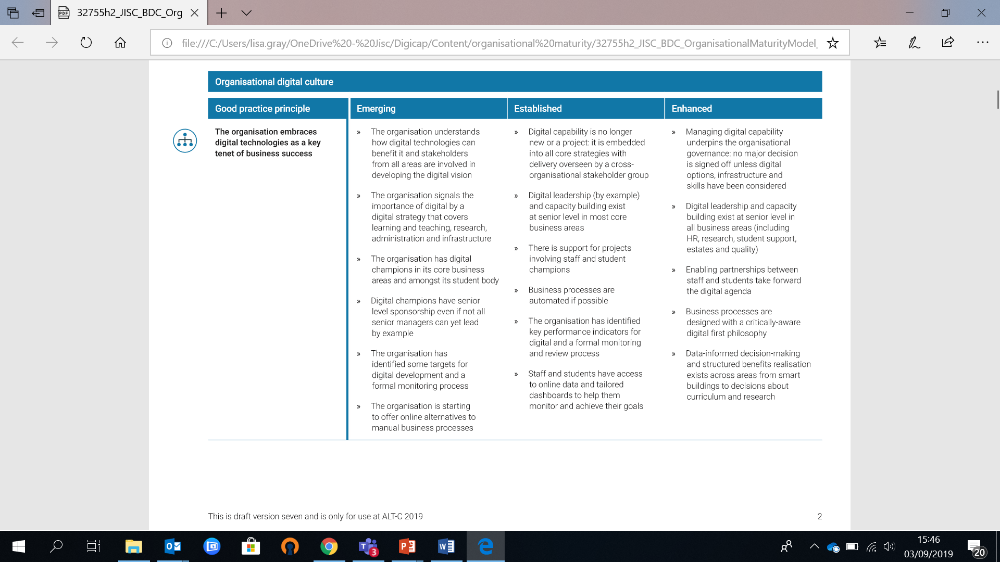 32755h2_JISC_BDC_Org
file:///C:/Users/lisa.gray/OneDrive%20-%20Jisc/Digicap/Content/organisational%20maturity/32755h2_JISC_BDC_OrganisationalMaturityModel_
Organisational digital culture
Good practice principle
The organisation embraces
digital technologies as a key
tenet of business success
Emerging
» The organisation understands
how digital technologies can
benefit it and stakeholders
from all areas are involved in
developing the digital vision
» The organisation signals the
importance of digital by a
digital strategy that covers
learning and teaching, research,
administration and infrastructure
» The organisation has digital
champions in its core business
areas and amongst its student body
» Digital champions have senior
level sponsorship even if not all
senior managers can yet lead
by example
» The organisation has
identified some targets for
digital development and a
formal monitoring process
» The organisation is starting
to offer online alternatives to
manual business processes
Established
» Digital capability is no longer
new or a project: it is embedded
into all core strategies with
delivery overseen by a cross-
organisational stakeholder group
» Digital leadership (by example)
and capacity building exist
at senior level in most core
business areas
» There is support for projects
involving staff and student
champions
» Business processes are
automated if possible
» The organisation has identified
key performance indicators for
digital and a formal monitoring
and review process
» Staff and students have access
to online data and tailored
dashboards to help them
monitor and achieve their goals
Enhanced
» Managing digital capability
underpins the organisational
governance: no major decision
is signed off unless digital
options, infrastructure and
skills have been considered
» Digital leadership and capacity
building exist at senior level in
all business areas (including
HR, research, student support,
estates and quality)
» Enabling partnerships between
staff and students take forward
the digital agenda
» Business processes are
designed with a critically-aware
digital first philosophy
» Data-informed decision-making
and structured benefits realisation
exists across areas from smart
buildings to decisions about
curriculum and research
This is draft version seven and is only for use at ALT-C 2019
2
3
15:46
03/09/2019
20